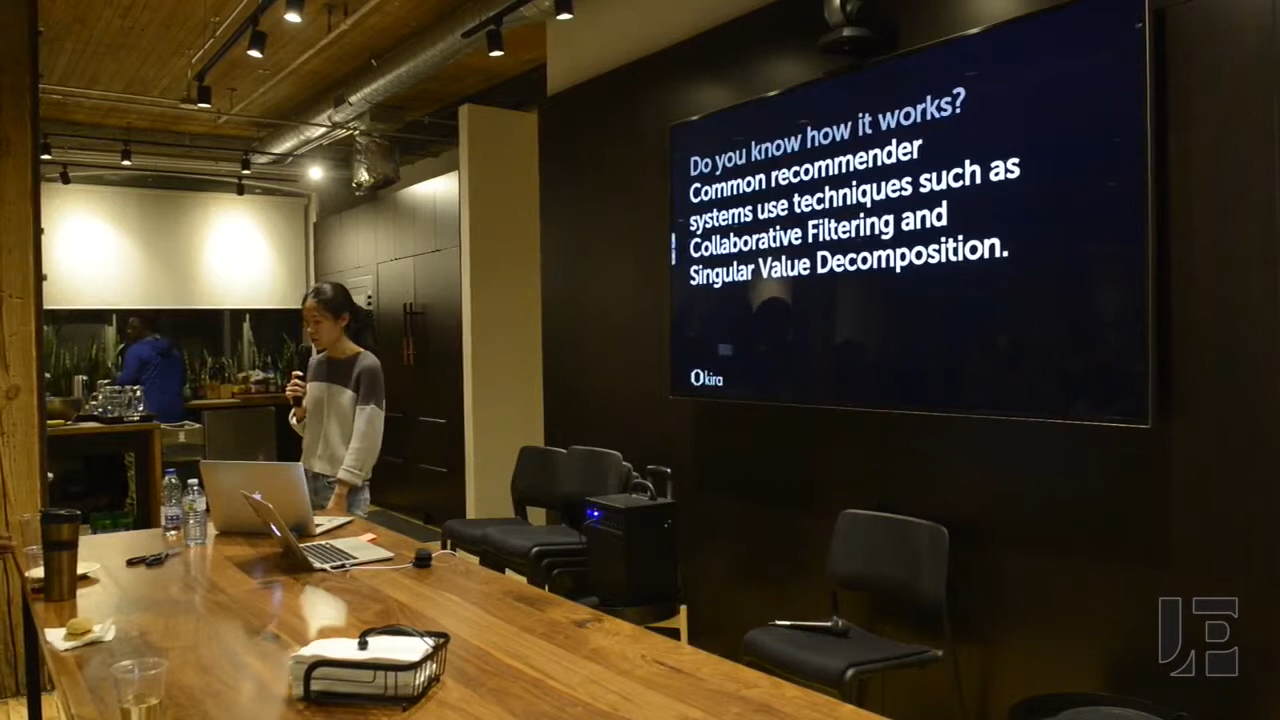 Do you know how it works?
Common recommender
systems use techniques such as
Collaborative Filtering and
Singular Value Decomposition.
kira